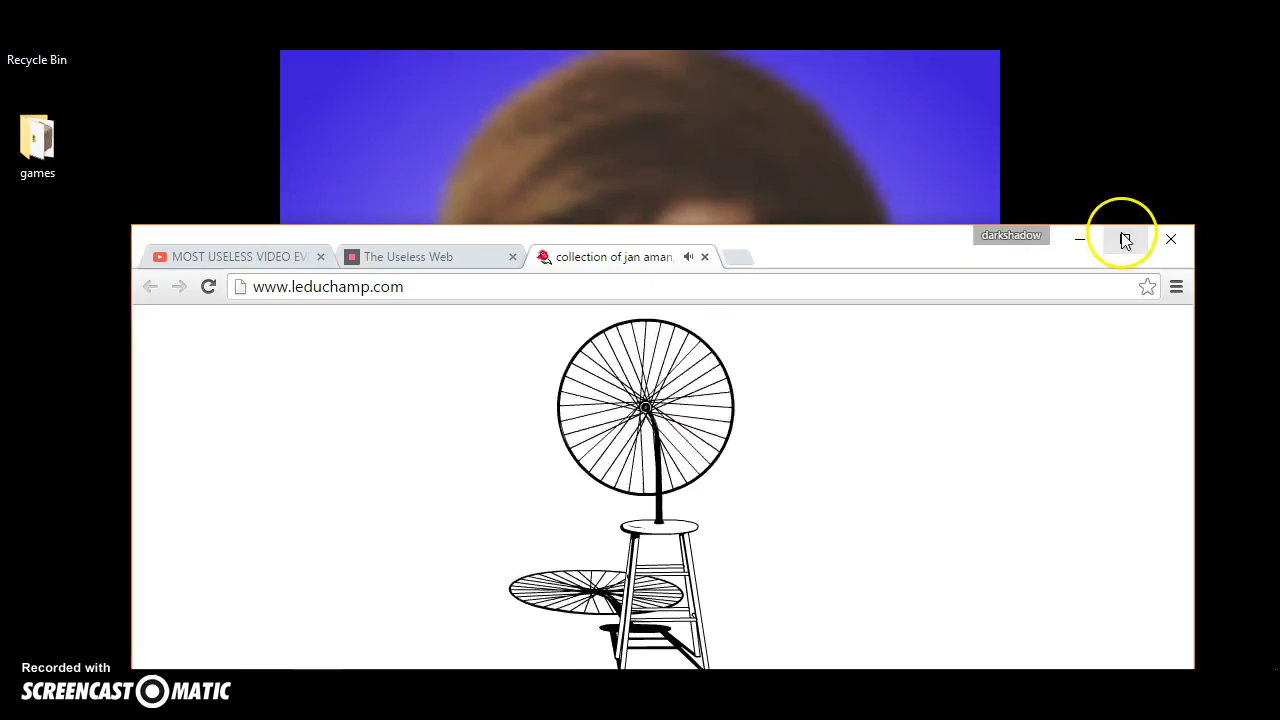 Recycle Bin
games
darkshadow
MOST USELESS VIDEO EV
The Useless Web
collection of jan aman,
www.leduchamp.com
Recorded with
SCREENCAST MATIC